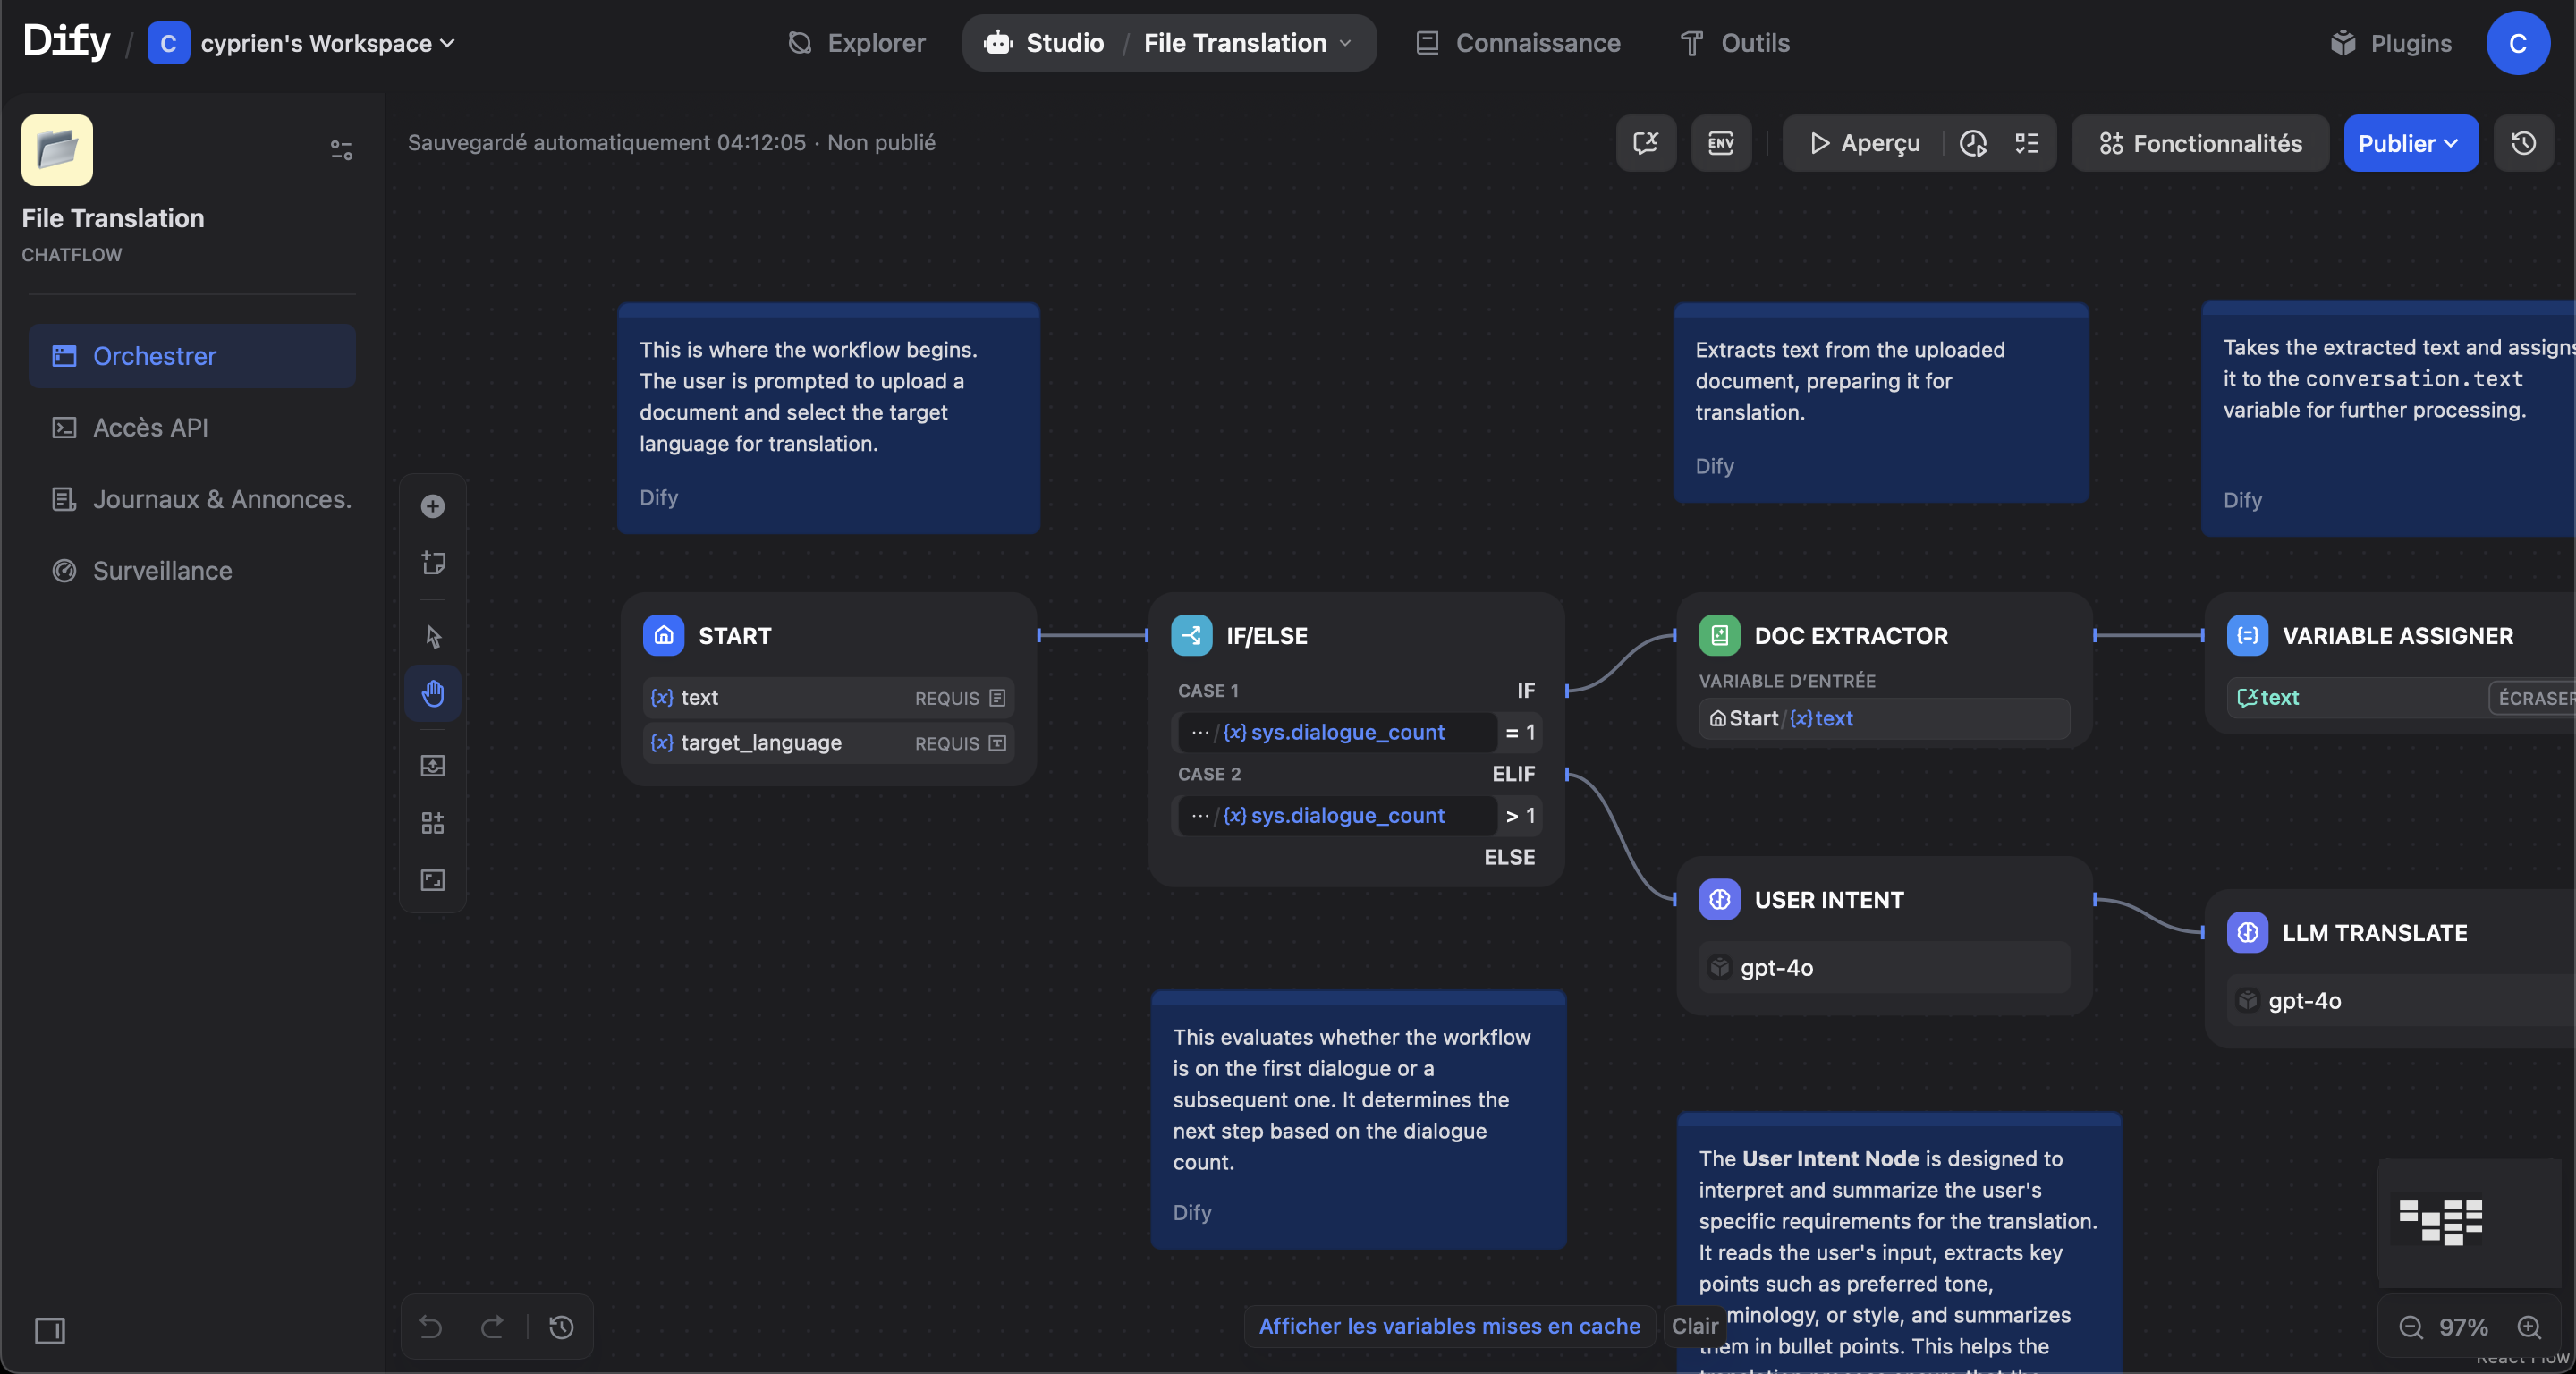 Dify / C cyprien's Workspace
Explorer
Studio / File Translation
Connaissance
Outils
Plugins
C
File Translation
CHATFLOW
Orchestrer
Accès API
Journaux & Annonces.
Surveillance
Sauvegardé automatiquement 04:12:05 · Non publié
ENV
Aperçu
Fonctionnalités
Publier
This is where the workflow begins.
The user is prompted to upload a
document and select the target
language for translation.
Dify
Extracts text from the uploaded
document, preparing it for
translation.
Dify
Takes the extracted text and assigns
it to the conversation.text
variable for further processing.
Dify
START
{x} text REQUIS
{x} target_language REQUIS
IF/ELSE
CASE 1 IF
··· / {x} sys.dialogue_count = 1
CASE 2 ELIF
··· / {x} sys.dialogue_count > 1
ELSE
DOC EXTRACTOR
VARIABLE D’ENTRÉE
Start / {x} text
VARIABLE ASSIGNER
text ÉCRASER
USER INTENT
gpt-4o
LLM TRANSLATE
gpt-4o
This evaluates whether the workflow
is on the first dialogue or a
subsequent one. It determines the
next step based on the dialogue
count.
Dify
The User Intent Node is designed to
interpret and summarize the user's
specific requirements for the translation.
It reads the user's input, extracts key
points such as preferred tone,
minology, or style, and summarizes
them in bullet points. This helps the
Afficher les variables mises en cache
Clair
97%
React Flow